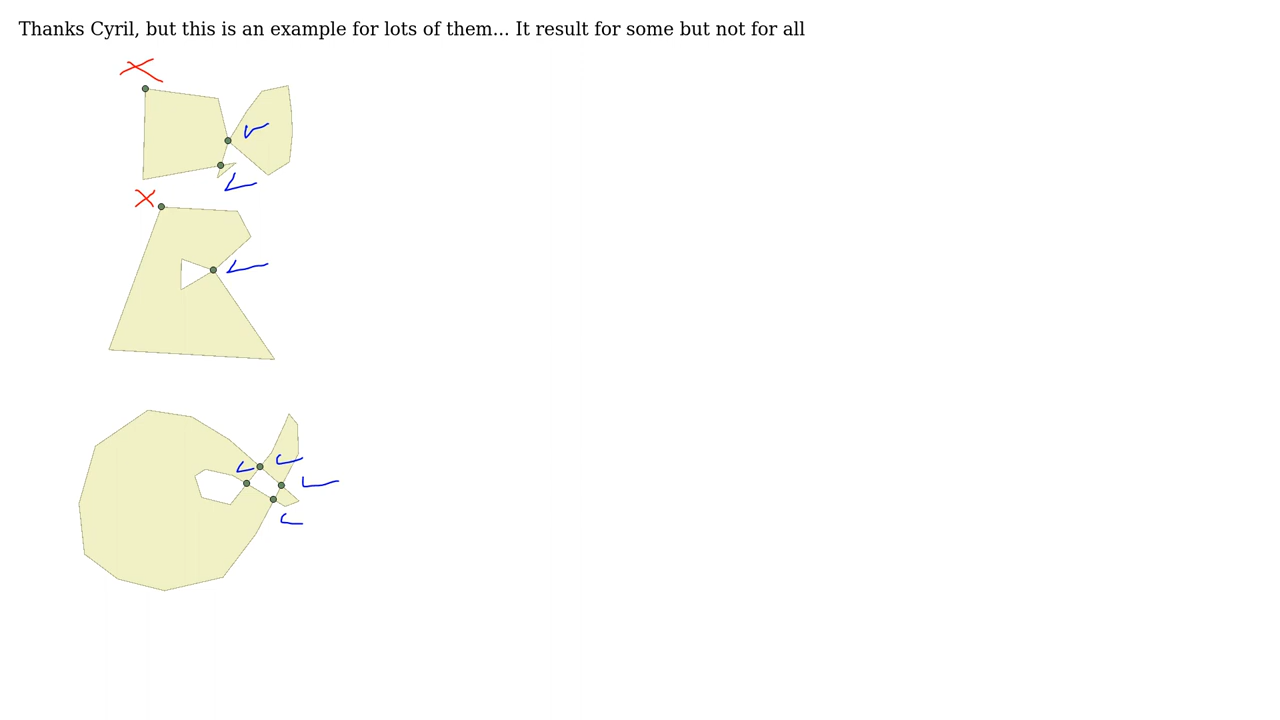 Thanks Cyril, but this is an example for lots of them... It result for some but not for all